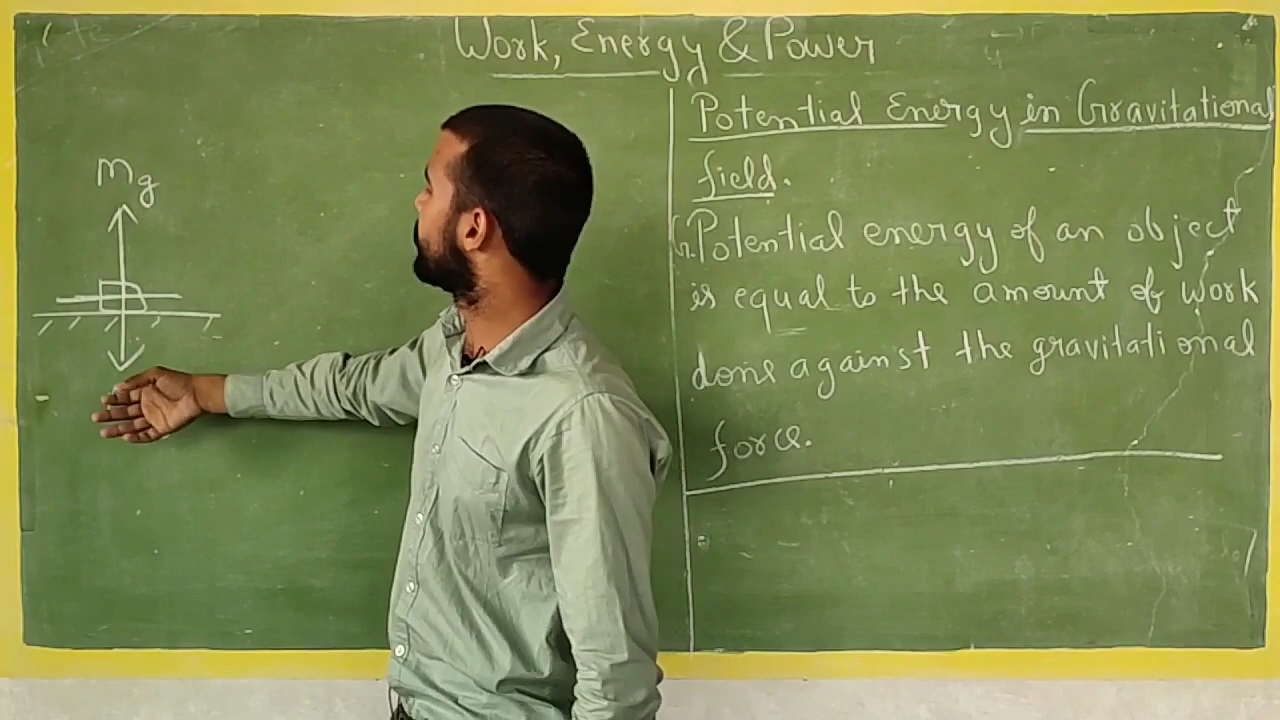 Work, Energy & Power
Potential Energy in Gravitational
field.
Potential energy of an object
is equal to the amount of work
done against the gravitational
force.
mg